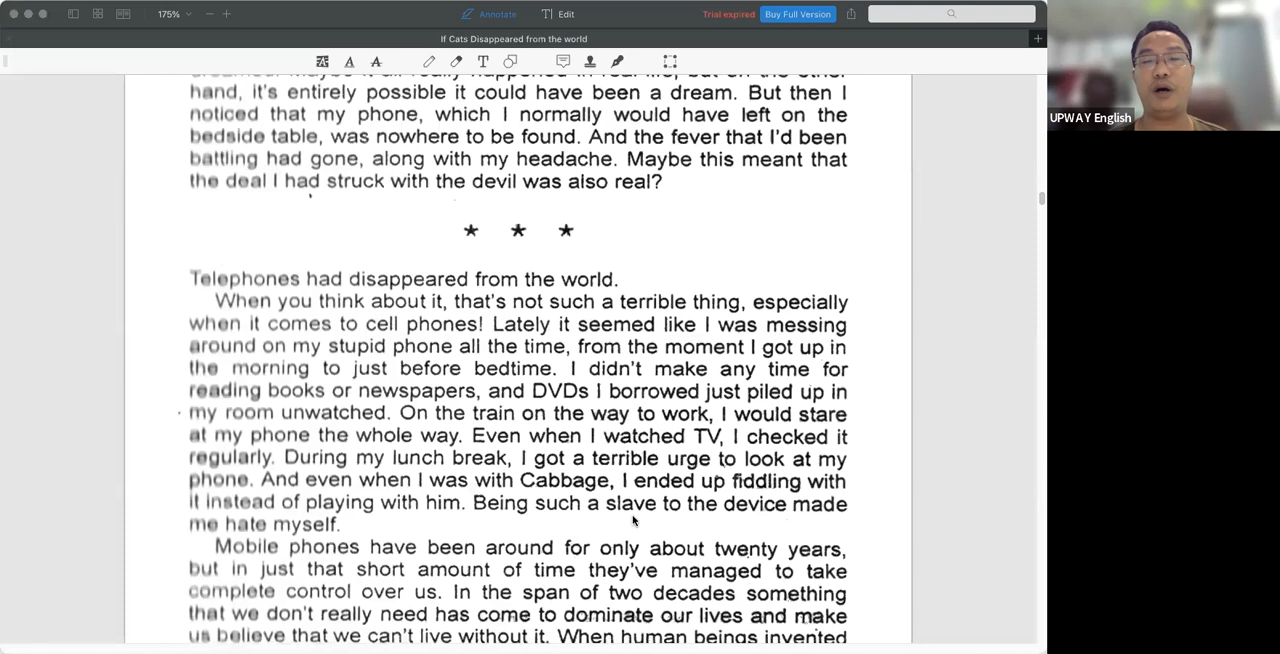 175%
Annotate
Edit
Trial expired
Buy Full Version
If Cats Disappeared from the world
UPWAY English
hand, it's entirely possible it could have been a dream. But then I
noticed that my phone, which I normally would have left on the
bedside table, was nowhere to be found. And the fever that I'd been
battling had gone, along with my headache. Maybe this meant that
the deal I had struck with the devil was also real?
* * *
Telephones had disappeared from the world.
When you think about it, that's not such a terrible thing, especially
when it comes to cell phones! Lately it seemed like I was messing
around on my stupid phone all the time, from the moment I got up in
the morning to just before bedtime. I didn't make any time for
reading books or newspapers, and DVDs I borrowed just piled up in
my room unwatched. On the train on the way to work, I would stare
at my phone the whole way. Even when I watched TV, I checked it
regularly. During my lunch break, I got a terrible urge to look at my
phone. And even when I was with Cabbage, I ended up fiddling with
it instead of playing with him. Being such a slave to the device made
me hate myself.
Mobile phones have been around for only about twenty years,
but in just that short amount of time they've managed to take
complete control over us. In the span of two decades something
that we don't really need has come to dominate our lives and make
us believe that we can't live without it. When human beings invented